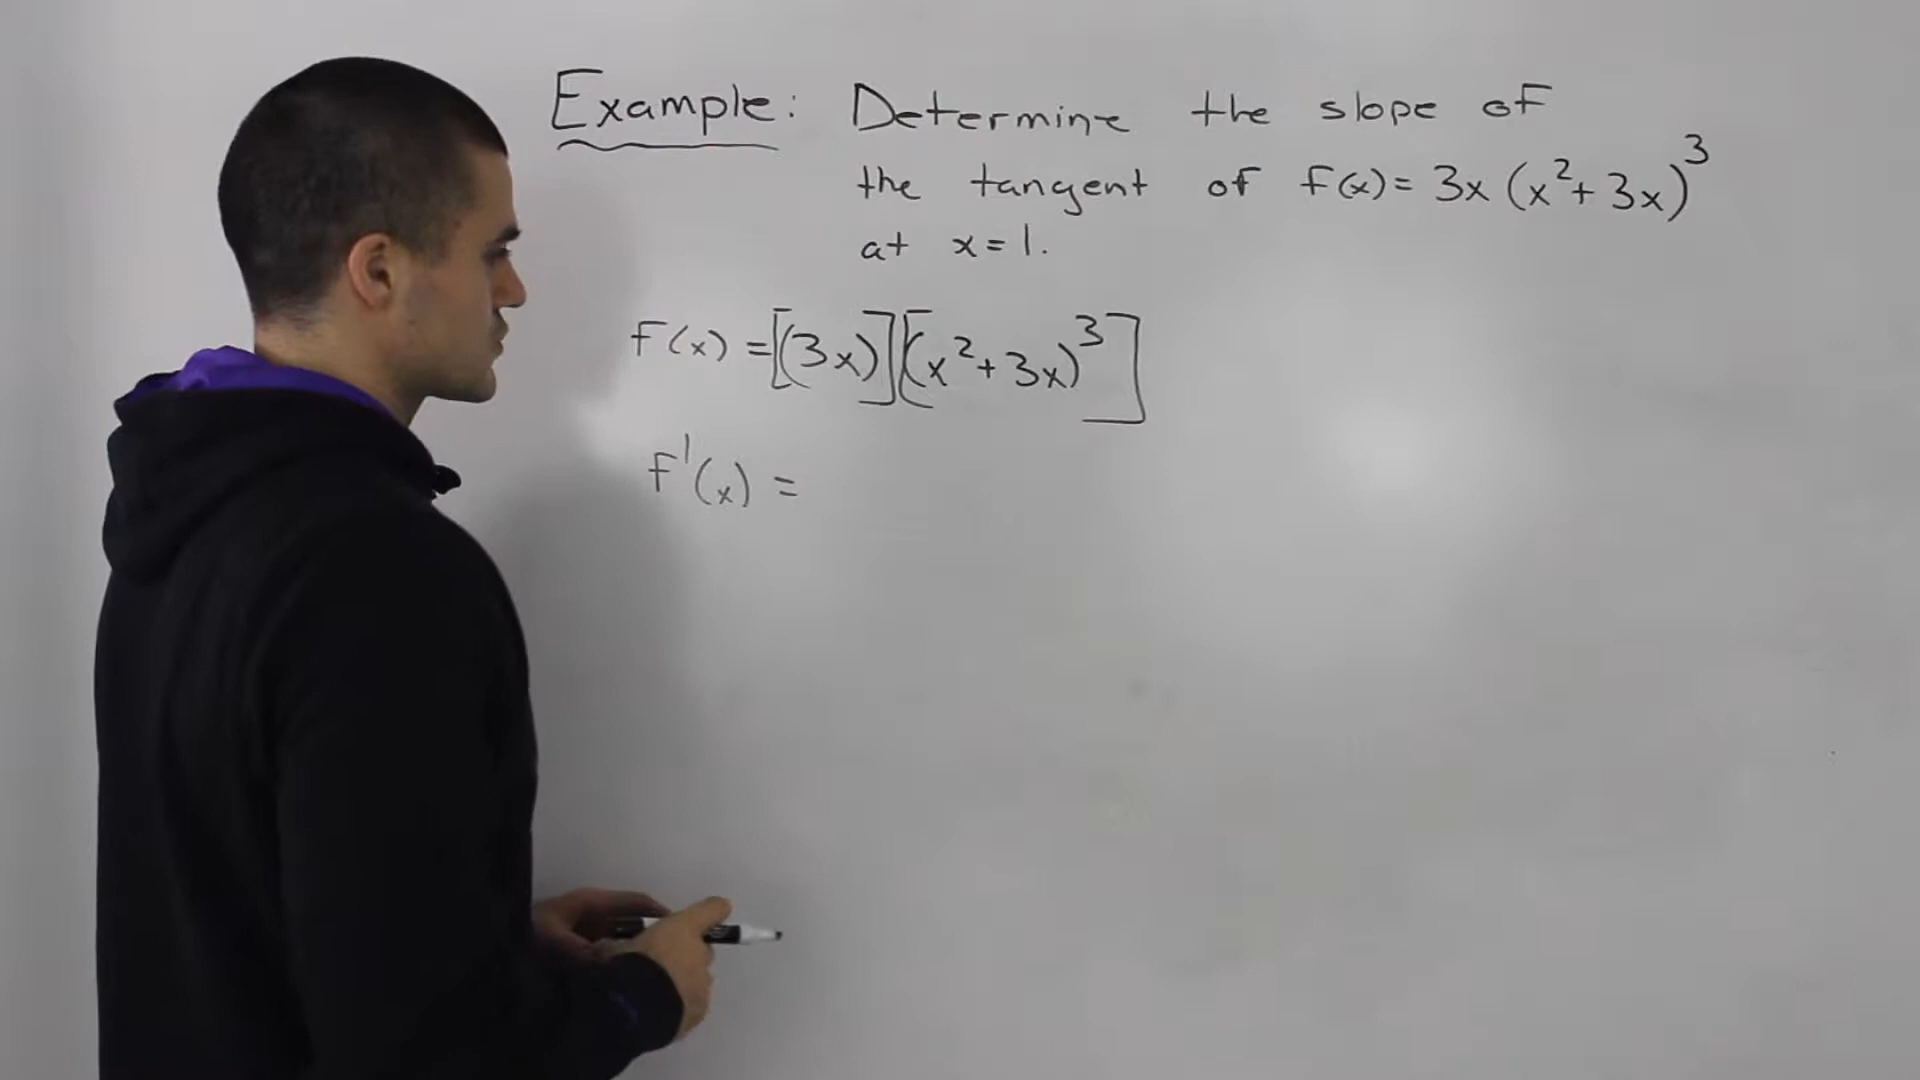 Example: Determine the slope of
the tangent of f(x) = 3x (x² + 3x)³
at x = 1.
f(x) = [(3x)][(x² + 3x)³]
f'(x) =